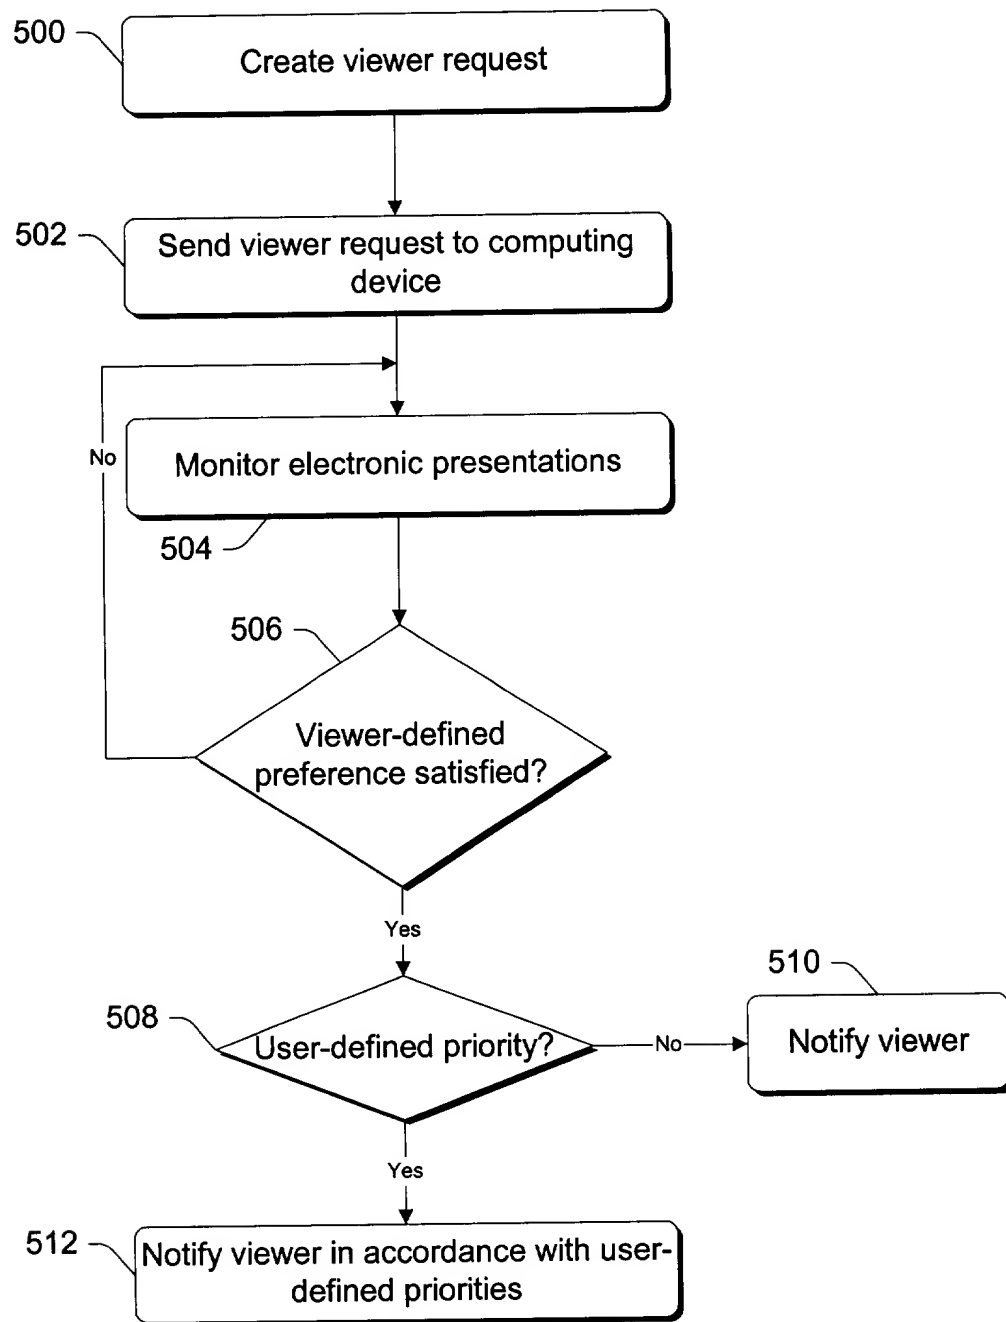 500
Create viewer request
502
Send viewer request to computing
device
No
Monitor electronic presentations
504
506
Viewer-defined
preference satisfied?
Yes
510
508
User-defined priority?
No
Notify viewer
Yes
512
Notify viewer in accordance with user-
defined priorities